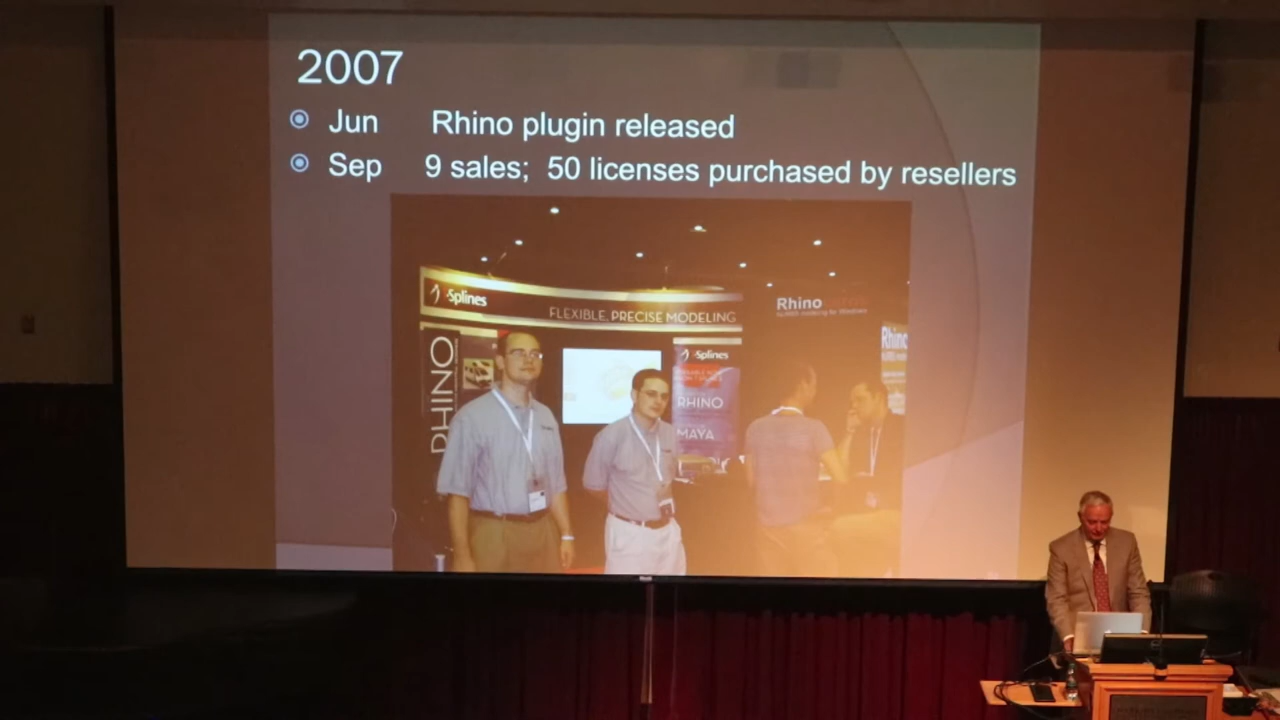 2007
Jun Rhino plugin released
Sep 9 sales; 50 licenses purchased by resellers
T-Splines
FLEXIBLE, PRECISE MODELING
Rhinoceros
RHINO
T-Splines
RHINO
MAYA
Rhino